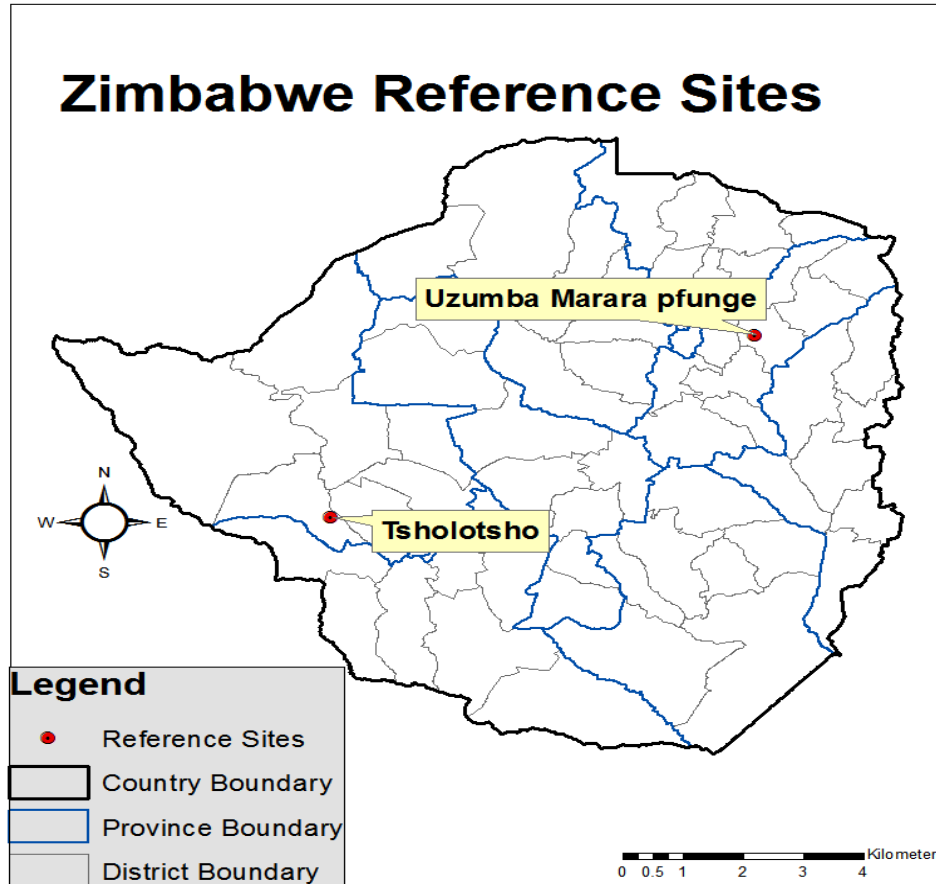 Zimbabwe Reference Sites
Uzumba Marara pfunge
N
W E
S
Tsholotsho
Legend
Reference Sites
Country Boundary
Province Boundary
District Boundary
Kilometer
0 0.5 1 2 3 4